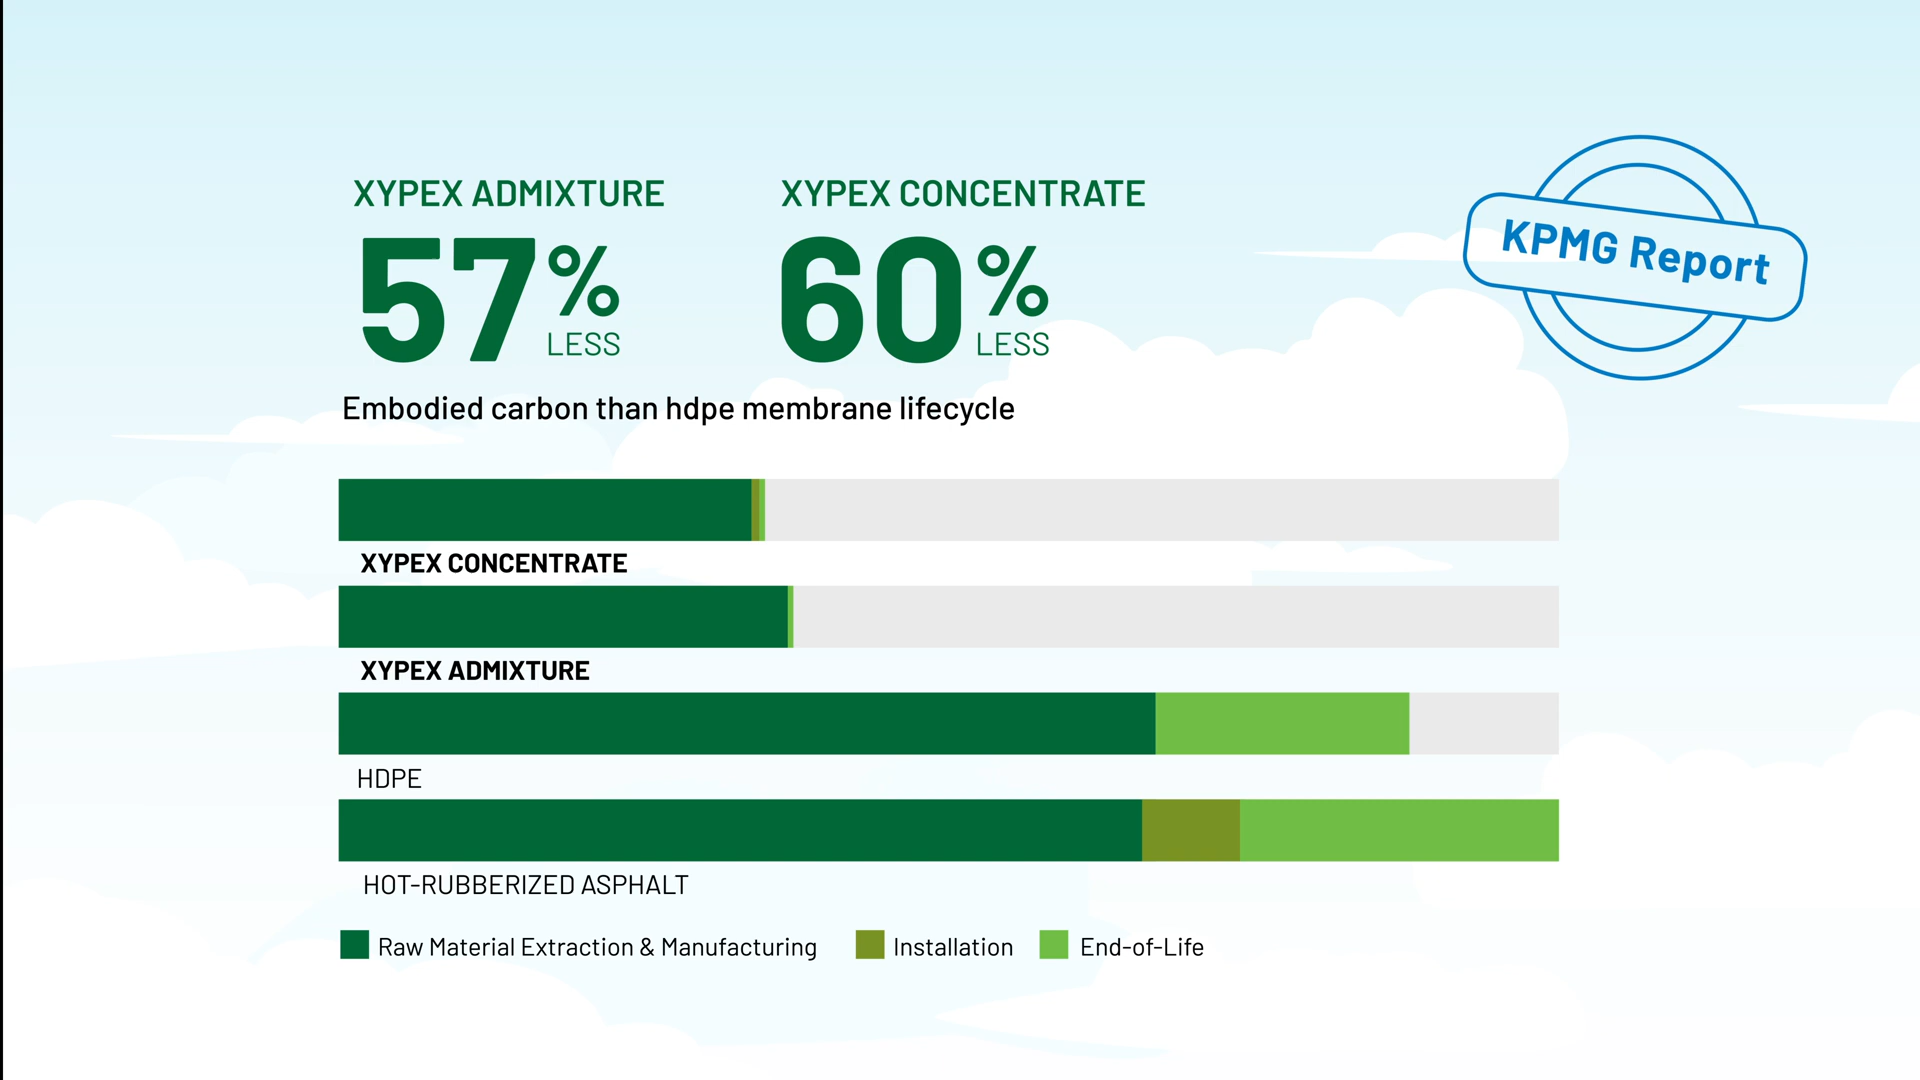 XYPEX ADMIXTURE
57% LESS
XYPEX CONCENTRATE
60% LESS
KPMG Report
Embodied carbon than hdpe membrane lifecycle
XYPEX CONCENTRATE
XYPEX ADMIXTURE
HDPE
HOT-RUBBERIZED ASPHALT
Raw Material Extraction & Manufacturing
Installation
End-of-Life